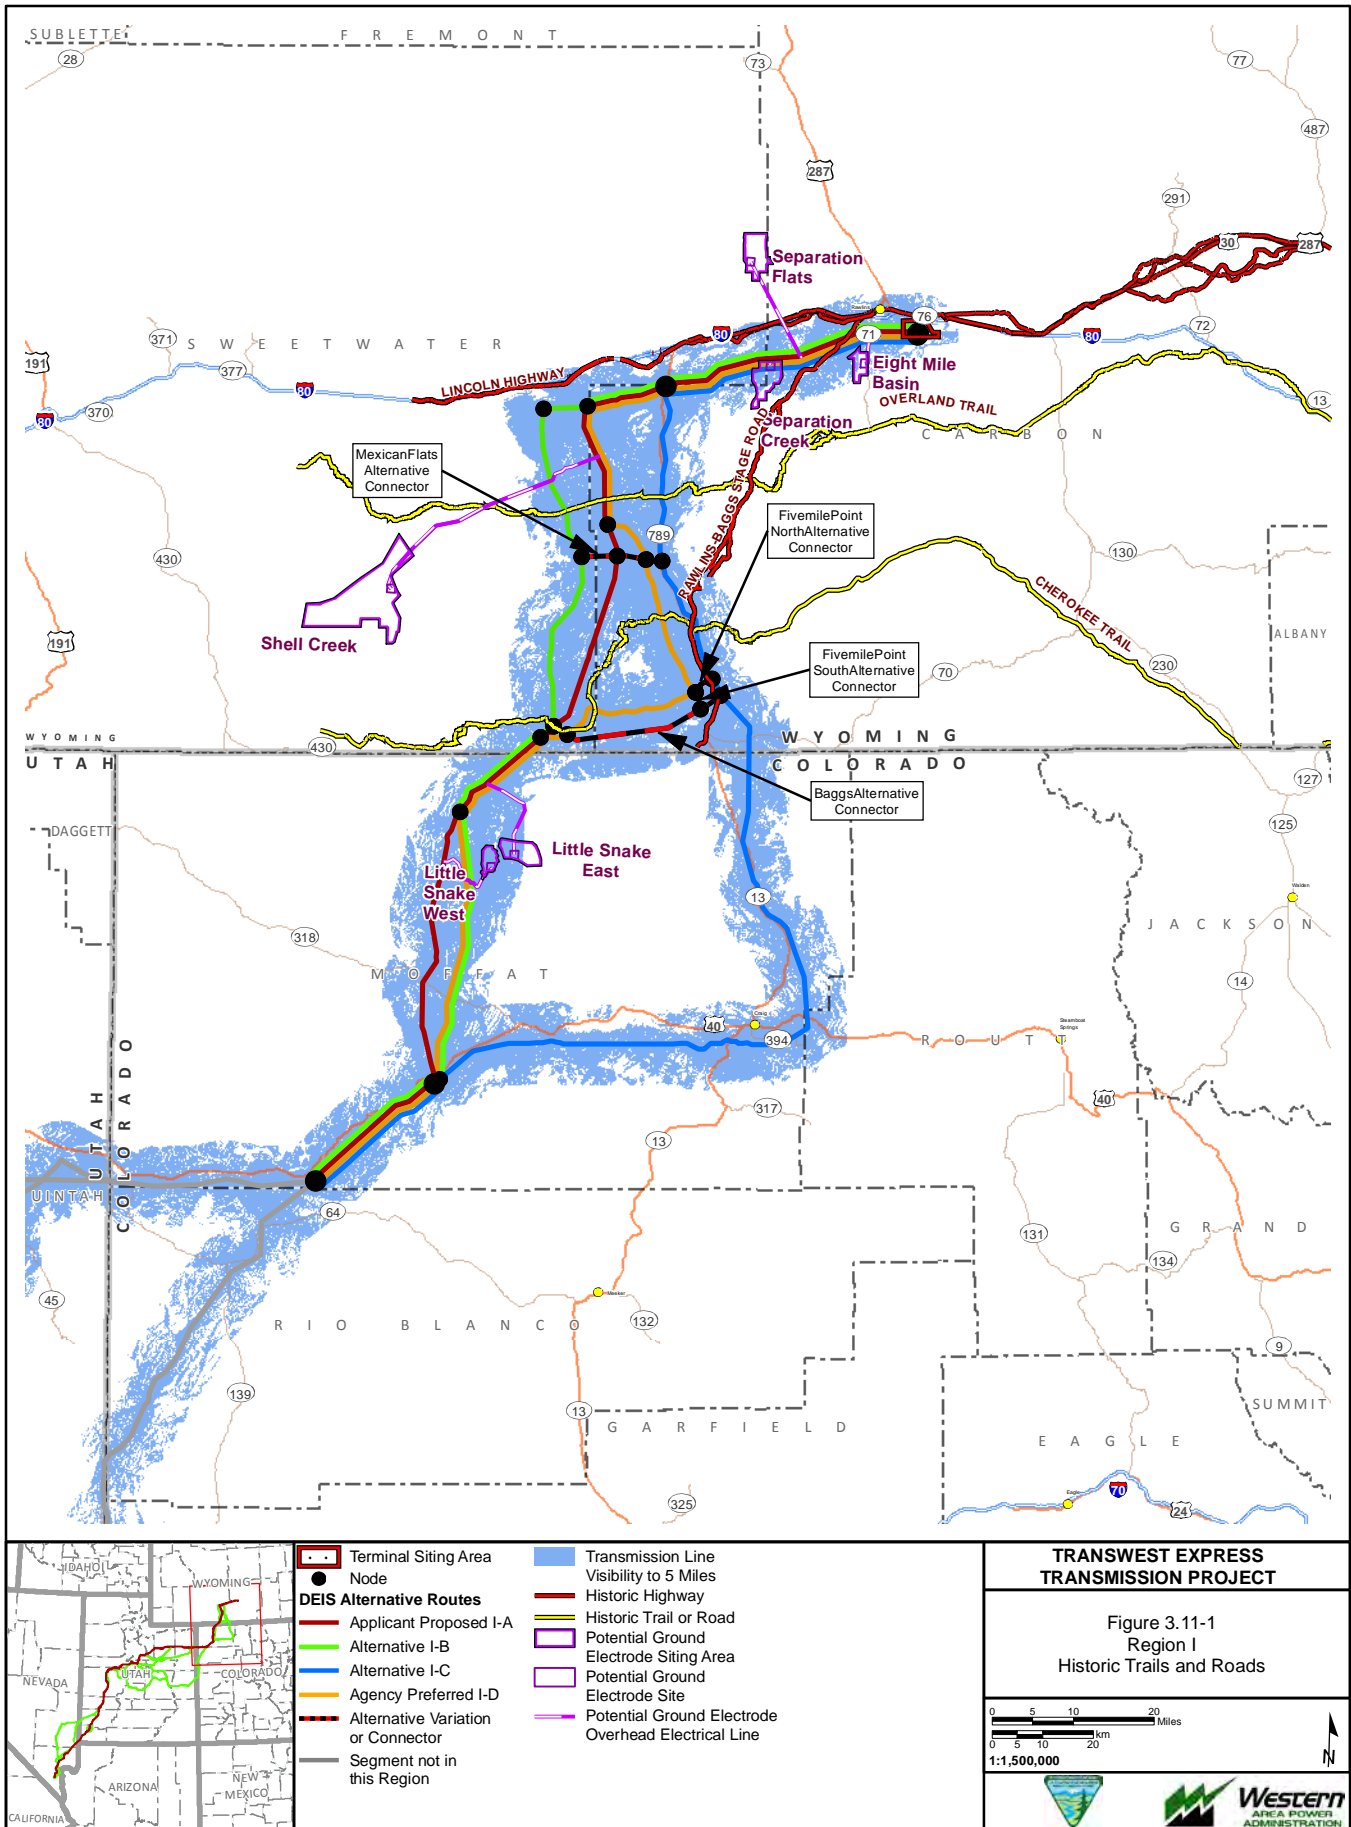 SUBLETTE
FREMONT
28
73
77
487
287
291
30
287
Separation
Flats
Rawlins
76
71
80
80
72
371
SWEETWATER
191
377
LINCOLN HIGHWAY
80
Eight Mile
Basin
OVERLAND TRAIL
13
370
80
Separation
Creek
CARBON
MexicanFlats
Alternative
Connector
RAWLINS-BAGGS STAGE ROAD
FivemilePoint
NorthAlternative
Connector
789
430
130
CHEROKEE TRAIL
191
Shell Creek
ALBANY
FivemilePoint
SouthAlternative
Connector
70
230
WYOMING
UTAH
430
WYOMING
COLORADO
127
BaggsAlternative
Connector
125
DAGGETT
Little Snake
East
Little
Snake
West
13
Walden
318
JACKSON
MOFFAT
14
Craig
40
394
Steamboat
Springs
ROUTT
UTAH
COLORADO
40
317
13
UINTAH
64
131
GRAND
134
45
Meeker
132
RIO BLANCO
9
139
13
GARFIELD
SUMMIT
EAGLE
325
Eagle
70
24
IDAHO
WYOMING
NEVADA
UTAH
COLORADO
ARIZONA
NEW
MEXICO
CALIFORNIA
Terminal Siting Area
Node
DEIS Alternative Routes
Applicant Proposed I-A
Alternative I-B
Alternative I-C
Agency Preferred I-D
Alternative Variation
or Connector
Segment not in
this Region
Transmission Line
Visibility to 5 Miles
Historic Highway
Historic Trail or Road
Potential Ground
Electrode Siting Area
Potential Ground
Electrode Site
Potential Ground Electrode
Overhead Electrical Line
TRANSWEST EXPRESS
TRANSMISSION PROJECT
Figure 3.11-1
Region I
Historic Trails and Roads
0 5 10 20
Miles
km
0 5 10 20
1:1,500,000
N
Western
AREA POWER
ADMINISTRATION